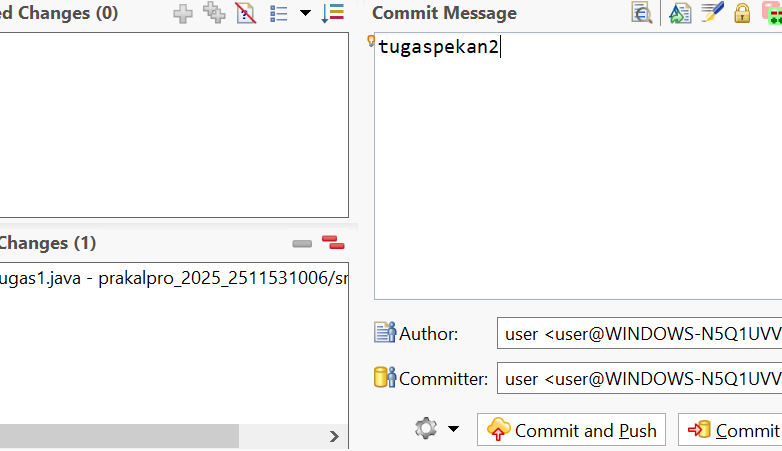 ed Changes (0)
Commit Message
tugaspekan2
Changes (1)
ugas1.java - prakalpro_2025_2511531006/sr
Author:
user <user@WINDOWS-N5Q1UVV
Committer:
user <user@WINDOWS-N5Q1UVV
Commit and Push
Commit